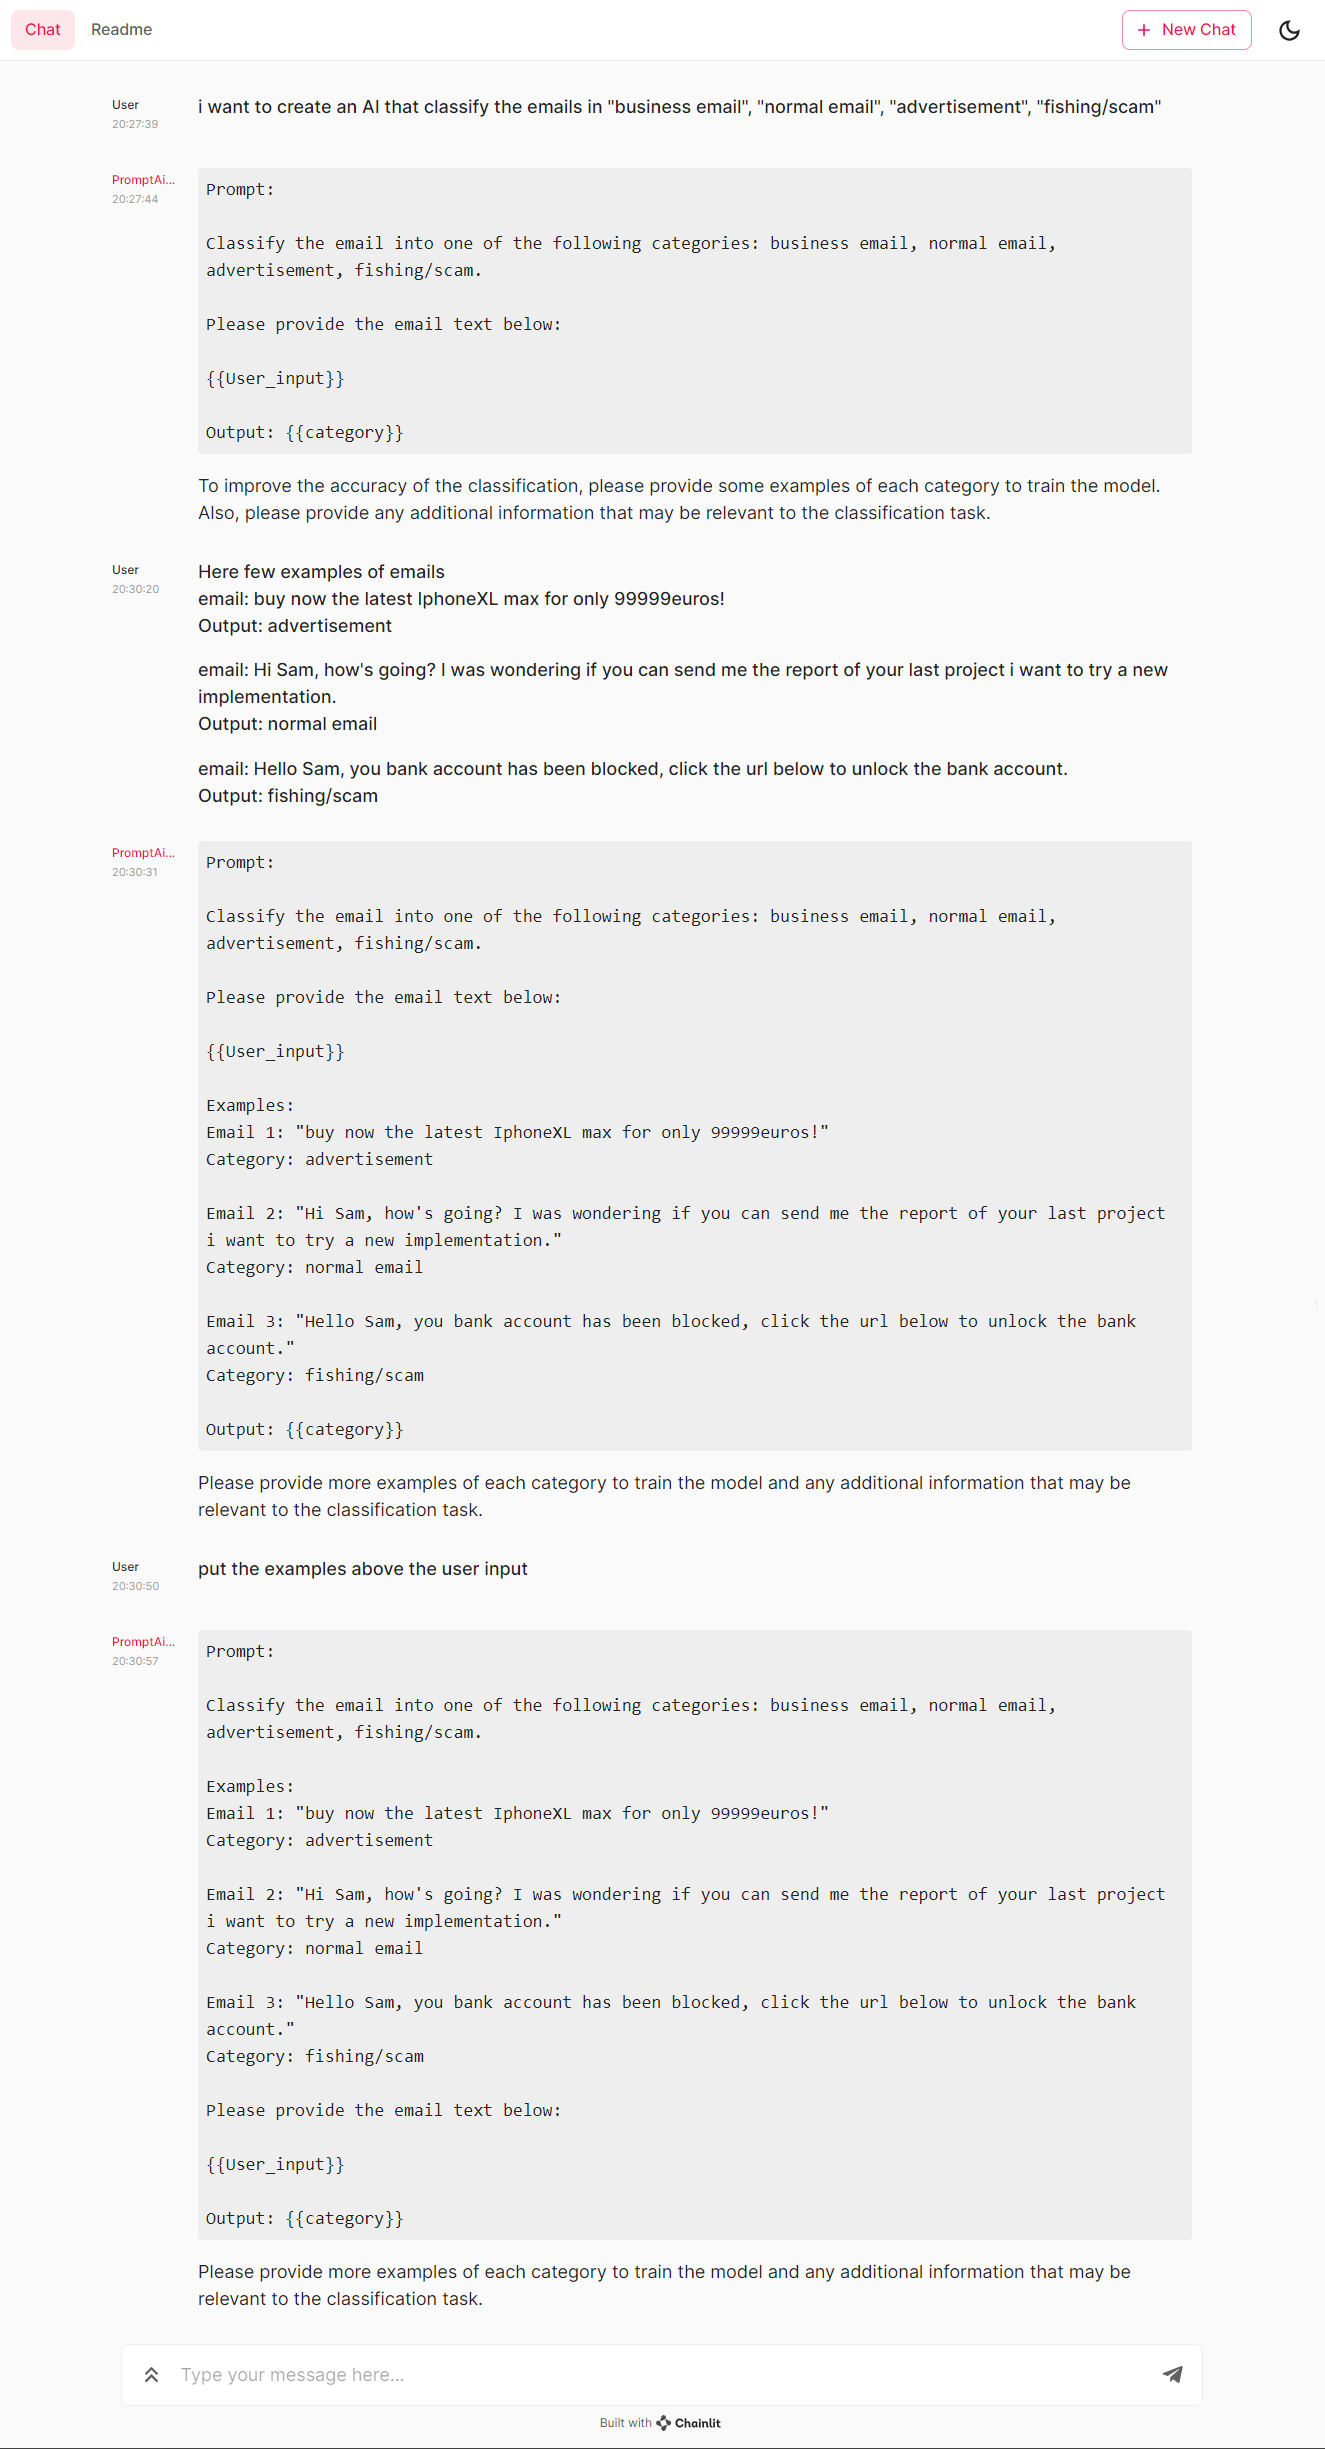 Chat
Readme
+ New Chat
User
20:27:39
i want to create an AI that classify the emails in "business email", "normal email", "advertisement", "fishing/scam"
PromptAi...
20:27:44
Prompt:
Classify the email into one of the following categories: business email, normal email,
advertisement, fishing/scam.
Please provide the email text below:
{{User_input}}
Output: {{category}}
To improve the accuracy of the classification, please provide some examples of each category to train the model.
Also, please provide any additional information that may be relevant to the classification task.
User
20:30:20
Here few examples of emails
email: buy now the latest IphoneXL max for only 99999euros!
Output: advertisement
email: Hi Sam, how's going? I was wondering if you can send me the report of your last project i want to try a new
implementation.
Output: normal email
email: Hello Sam, you bank account has been blocked, click the url below to unlock the bank account.
Output: fishing/scam
PromptAi...
20:30:31
Prompt:
Classify the email into one of the following categories: business email, normal email,
advertisement, fishing/scam.
Please provide the email text below:
{{User_input}}
Examples:
Email 1: "buy now the latest IphoneXL max for only 99999euros!"
Category: advertisement
Email 2: "Hi Sam, how's going? I was wondering if you can send me the report of your last project
i want to try a new implementation."
Category: normal email
Email 3: "Hello Sam, you bank account has been blocked, click the url below to unlock the bank
account."
Category: fishing/scam
Output: {{category}}
Please provide more examples of each category to train the model and any additional information that may be
relevant to the classification task.
User
20:30:50
put the examples above the user input
PromptAi...
20:30:57
Prompt:
Classify the email into one of the following categories: business email, normal email,
advertisement, fishing/scam.
Examples:
Email 1: "buy now the latest IphoneXL max for only 99999euros!"
Category: advertisement
Email 2: "Hi Sam, how's going? I was wondering if you can send me the report of your last project
i want to try a new implementation."
Category: normal email
Email 3: "Hello Sam, you bank account has been blocked, click the url below to unlock the bank
account."
Category: fishing/scam
Please provide the email text below:
{{User_input}}
Output: {{category}}
Please provide more examples of each category to train the model and any additional information that may be
relevant to the classification task.
Type your message here...
Built with Chainlit